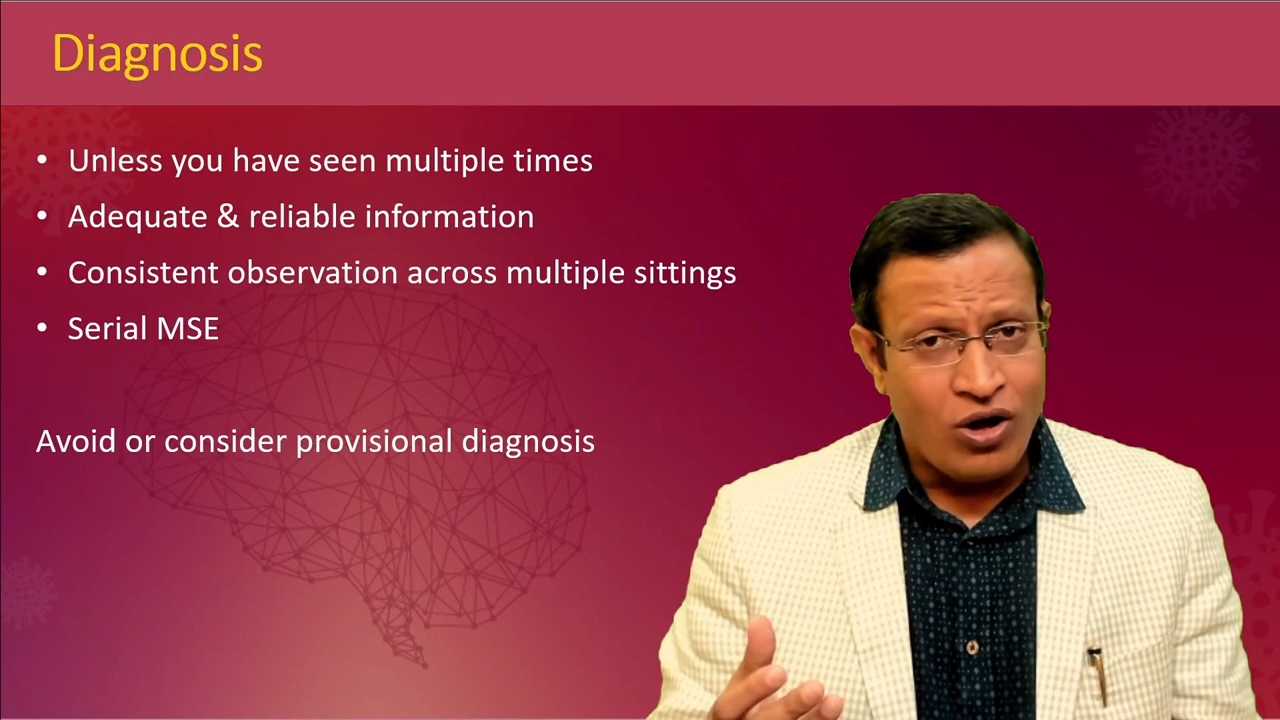 Diagnosis
• Unless you have seen multiple times
• Adequate & reliable information
• Consistent observation across multiple sittings
• Serial MSE
Avoid or consider provisional diagnosis